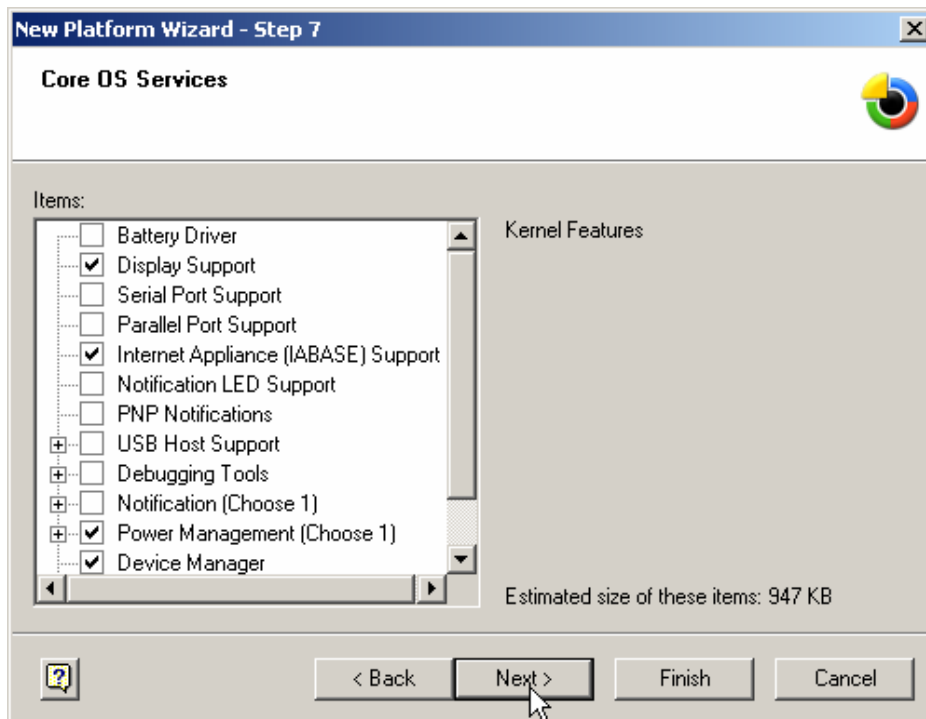 New Platform Wizard - Step 7
Core OS Services
Items:
Battery Driver
Display Support
Serial Port Support
Parallel Port Support
Internet Appliance (IABASE) Support
Notification LED Support
PNP Notifications
USB Host Support
Debugging Tools
Notification (Choose 1)
Power Management (Choose 1)
Device Manager
Kernel Features
Estimated size of these items: 947 KB
< Back
Next >
Finish
Cancel